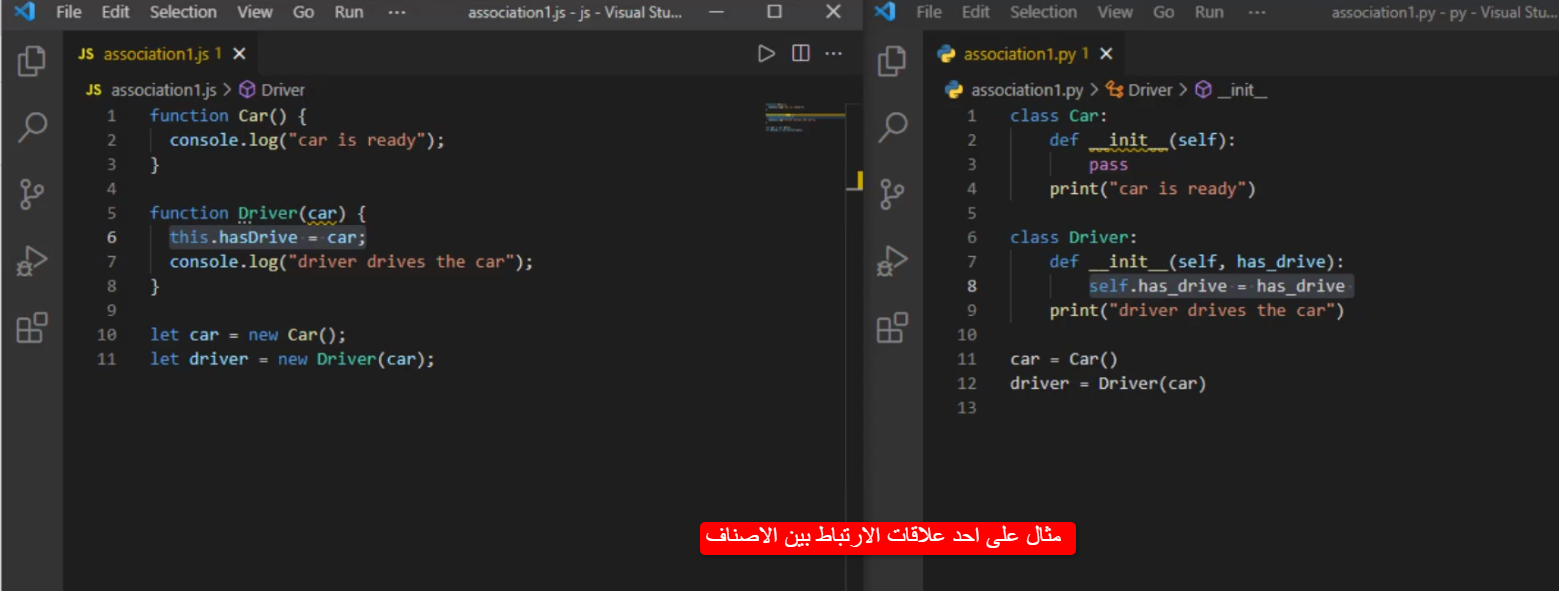 File Edit Selection View Go Run ··· association1.js - js - Visual Stu...
JS association1.js 1
JS association1.js > Driver
1 function Car() {
2 console.log("car is ready");
3 }
4
5 function Driver(car) {
6 this.hasDrive = car;
7 console.log("driver drives the car");
8 }
9
10 let car = new Car();
11 let driver = new Driver(car);
File Edit Selection View Go Run ··· association1.py - py - Visual Stu...
association1.py 1
association1.py > Driver > __init__
1 class Car:
2 def __init__(self):
3 pass
4 print("car is ready")
5
6 class Driver:
7 def __init__(self, has_drive):
8 self.has_drive = has_drive
9 print("driver drives the car")
10
11 car = Car()
12 driver = Driver(car)
13
مثال على احد علاقات الارتباط بين الاصناف